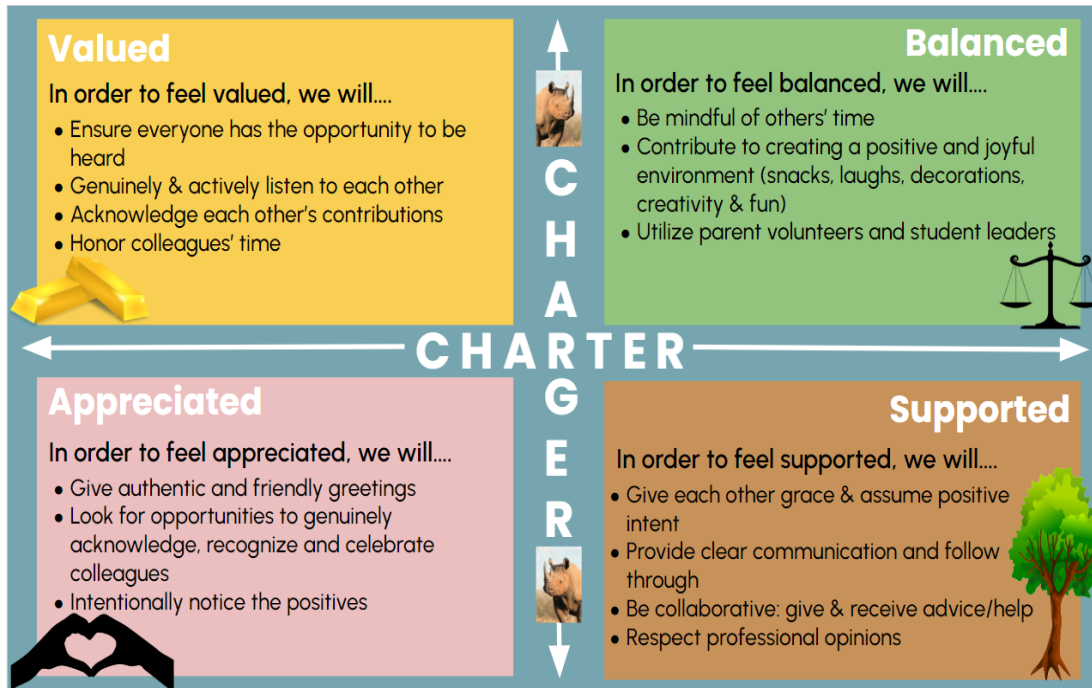 Valued
In order to feel valued, we will....
• Ensure everyone has the opportunity to be
heard
• Genuinely & actively listen to each other
• Acknowledge each other's contributions
• Honor colleagues' time
Balanced
In order to feel balanced, we will....
• Be mindful of others' time
• Contribute to creating a positive and joyful
environment (snacks, laughs, decorations,
creativity & fun)
• Utilize parent volunteers and student leaders
CHARGER
CHARTER
Appreciated
In order to feel appreciated, we will....
• Give authentic and friendly greetings
• Look for opportunities to genuinely
acknowledge, recognize and celebrate
colleagues
• Intentionally notice the positives
Supported
In order to feel supported, we will....
• Give each other grace & assume positive
intent
• Provide clear communication and follow
through
• Be collaborative: give & receive advice/help
• Respect professional opinions